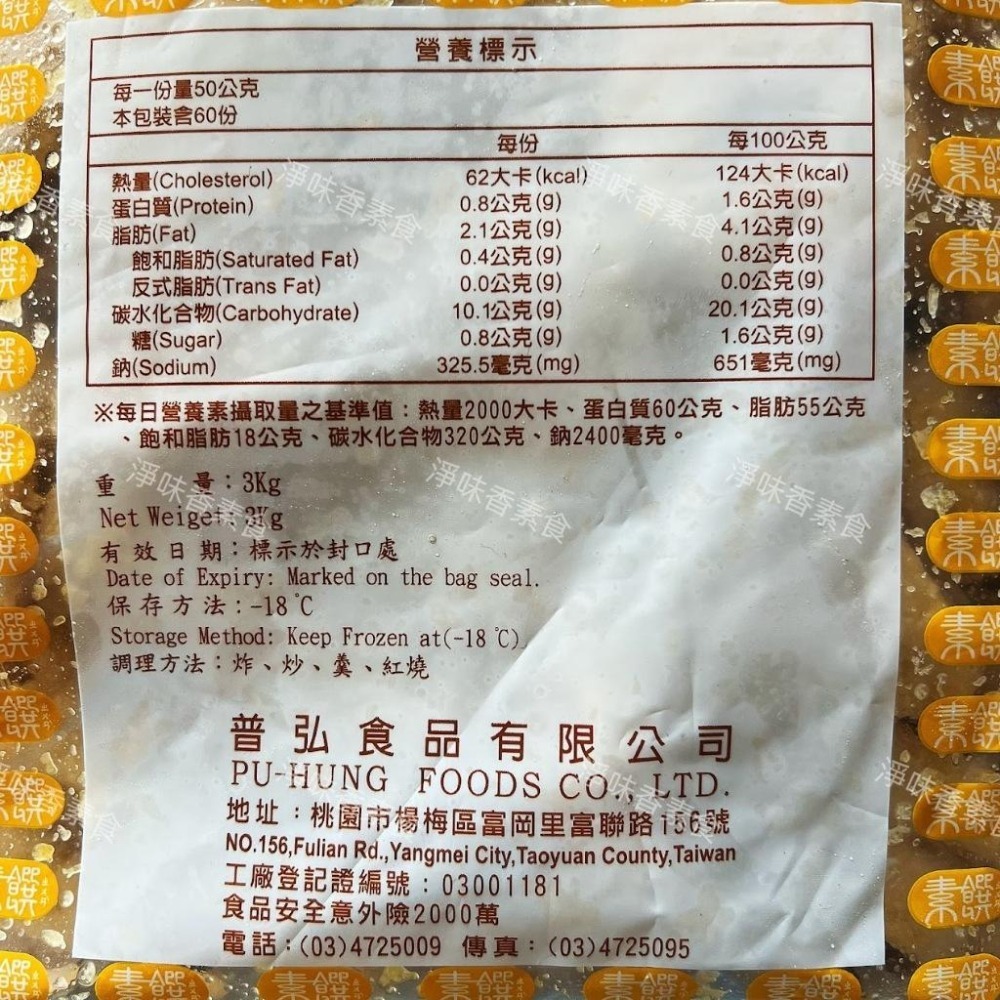 營養標示
每一份量50公克
本包裝含60份
每份 每100公克
熱量(Cholesterol) 62大卡(kcal) 124大卡(kcal)
蛋白質(Protein) 0.8公克(g) 1.6公克(g)
脂肪(Fat) 2.1公克(g) 4.1公克(g)
飽和脂肪(Saturated Fat) 0.4公克(g) 0.8公克(g)
反式脂肪(Trans Fat) 0.0公克(g) 0.0公克(g)
碳水化合物(Carbohydrate) 10.1公克(g) 20.1公克(g)
糖(Sugar) 0.8公克(g) 1.6公克(g)
鈉(Sodium) 325.5毫克(mg) 651毫克(mg)
※每日營養素攝取量之基準值：熱量2000大卡、蛋白質60公克、脂肪55公克
、飽和脂肪18公克、碳水化合物320公克、鈉2400毫克。
重 量：3Kg
Net Weiget: 3Kg
有效日期：標示於封口處
Date of Expiry: Marked on the bag seal.
保存方法：-18℃
Storage Method: Keep Frozen at(-18℃)
調理方法：炸、炒、羹、紅燒
普弘食品有限公司
PU-HUNG FOODS CO., LTD.
地址：桃園市楊梅區富岡里富聯路156號
NO.156,Fulian Rd.,Yangmei City,Taoyuan County,Taiwan
工廠登記證編號：03001181
食品安全意外險2000萬
電話：(03)4725009 傳真：(03)4725095
淨味香素食
素饌